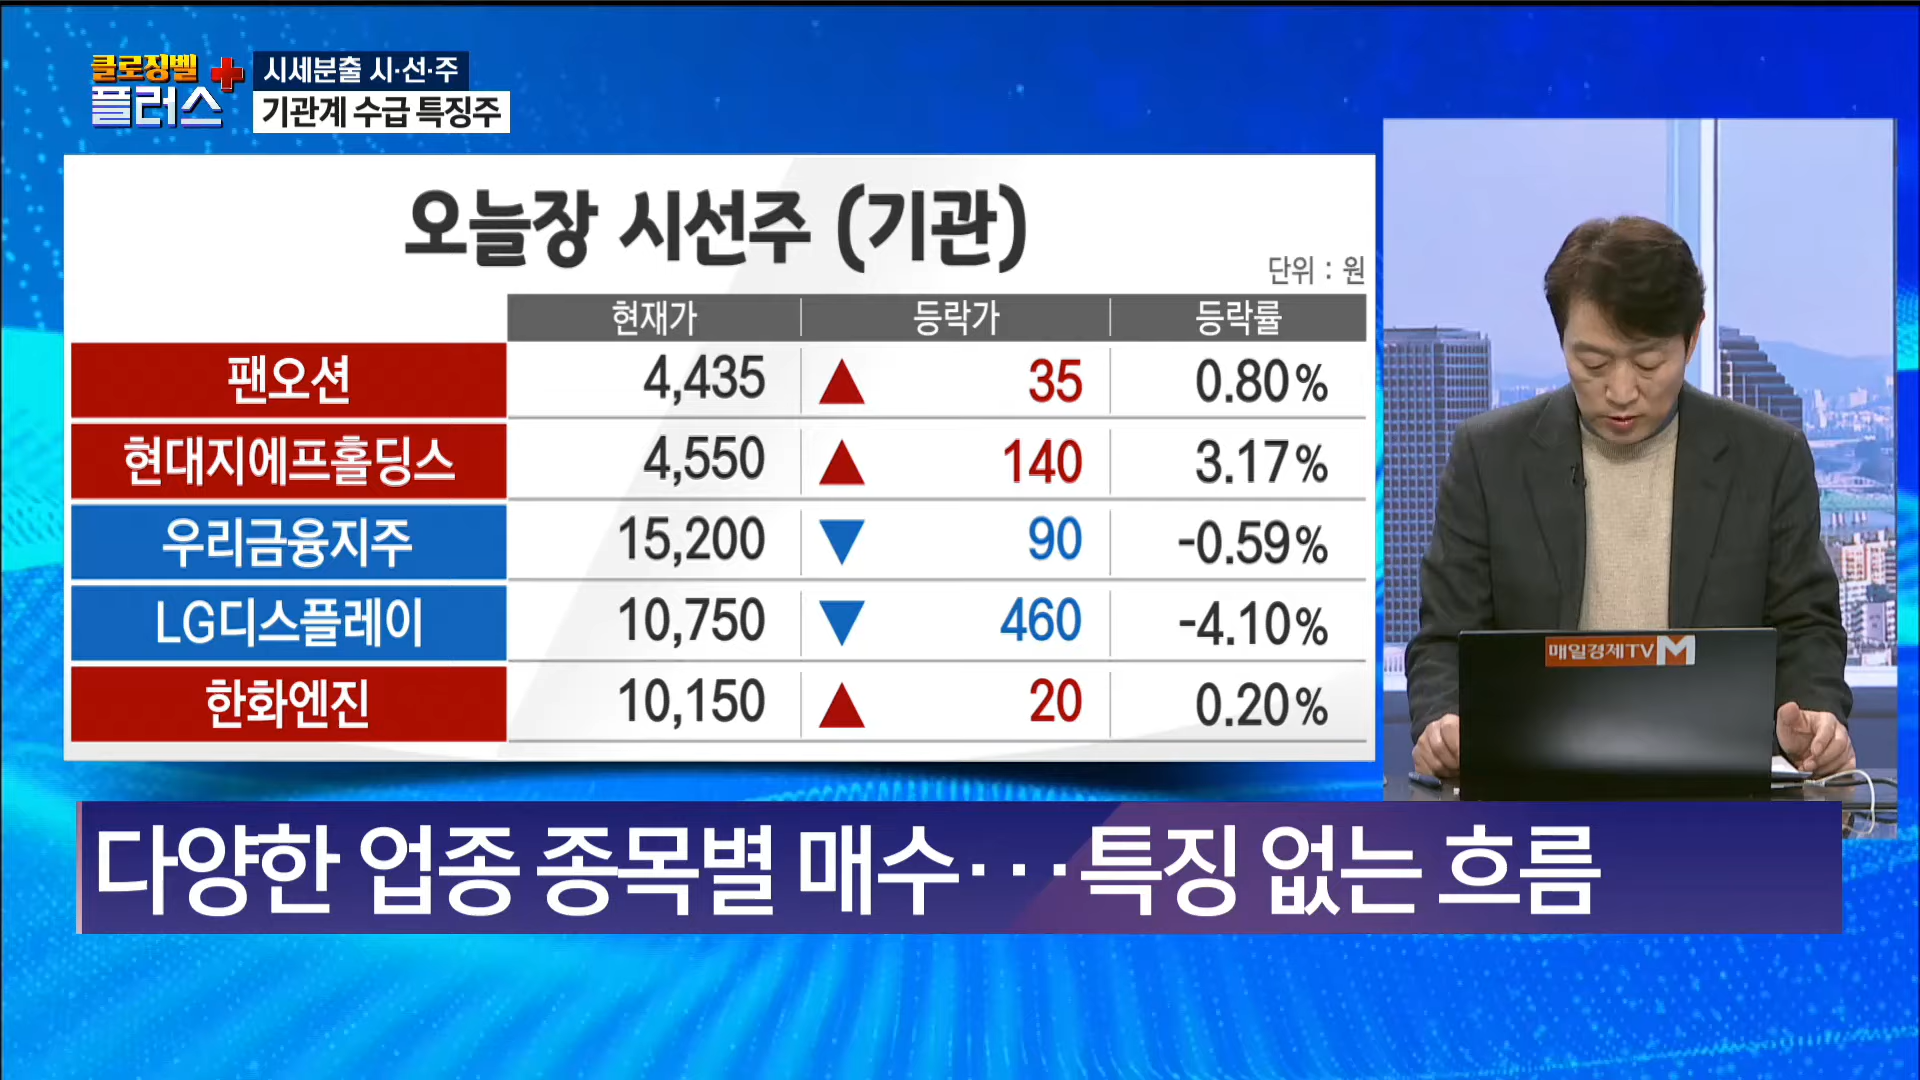 클로징벨
플러스
시세분출 시·선·주
기관계 수급 특징주
오늘장 시선주 (기관)
단위 : 원
현재가 등락가 등락률
팬오션 4,435 ▲ 35 0.80%
현대지에프홀딩스 4,550 ▲ 140 3.17%
우리금융지주 15,200 ▼ 90 -0.59%
LG디스플레이 10,750 ▼ 460 -4.10%
한화엔진 10,150 ▲ 20 0.20%
매일경제TV M
다양한 업종 종목별 매수···특징 없는 흐름